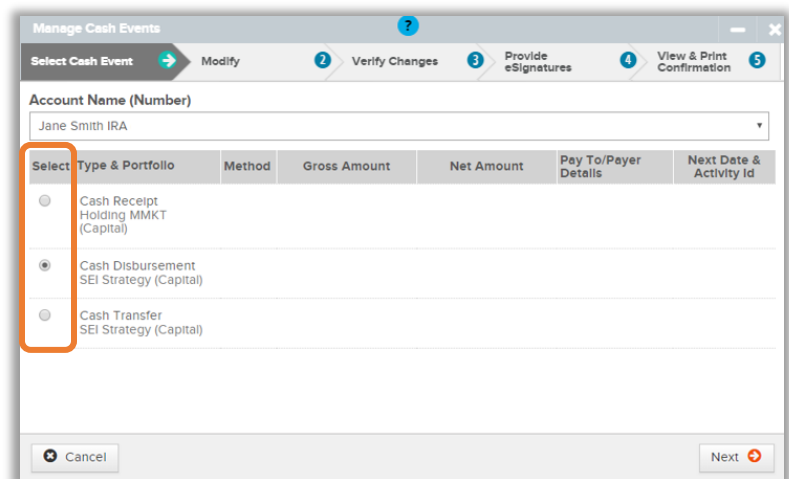 Manage Cash Events ?
Select Cash Event Modify 2 Verify Changes 3 Provide eSignatures 4 View & Print Confirmation 5
Account Name (Number)
Jane Smith IRA
Select Type & Portfolio Method Gross Amount Net Amount Pay To/Payer Details Next Date & Activity Id
Cash Receipt
Holding MMKT
(Capital)
Cash Disbursement
SEI Strategy (Capital)
Cash Transfer
SEI Strategy (Capital)
Cancel Next